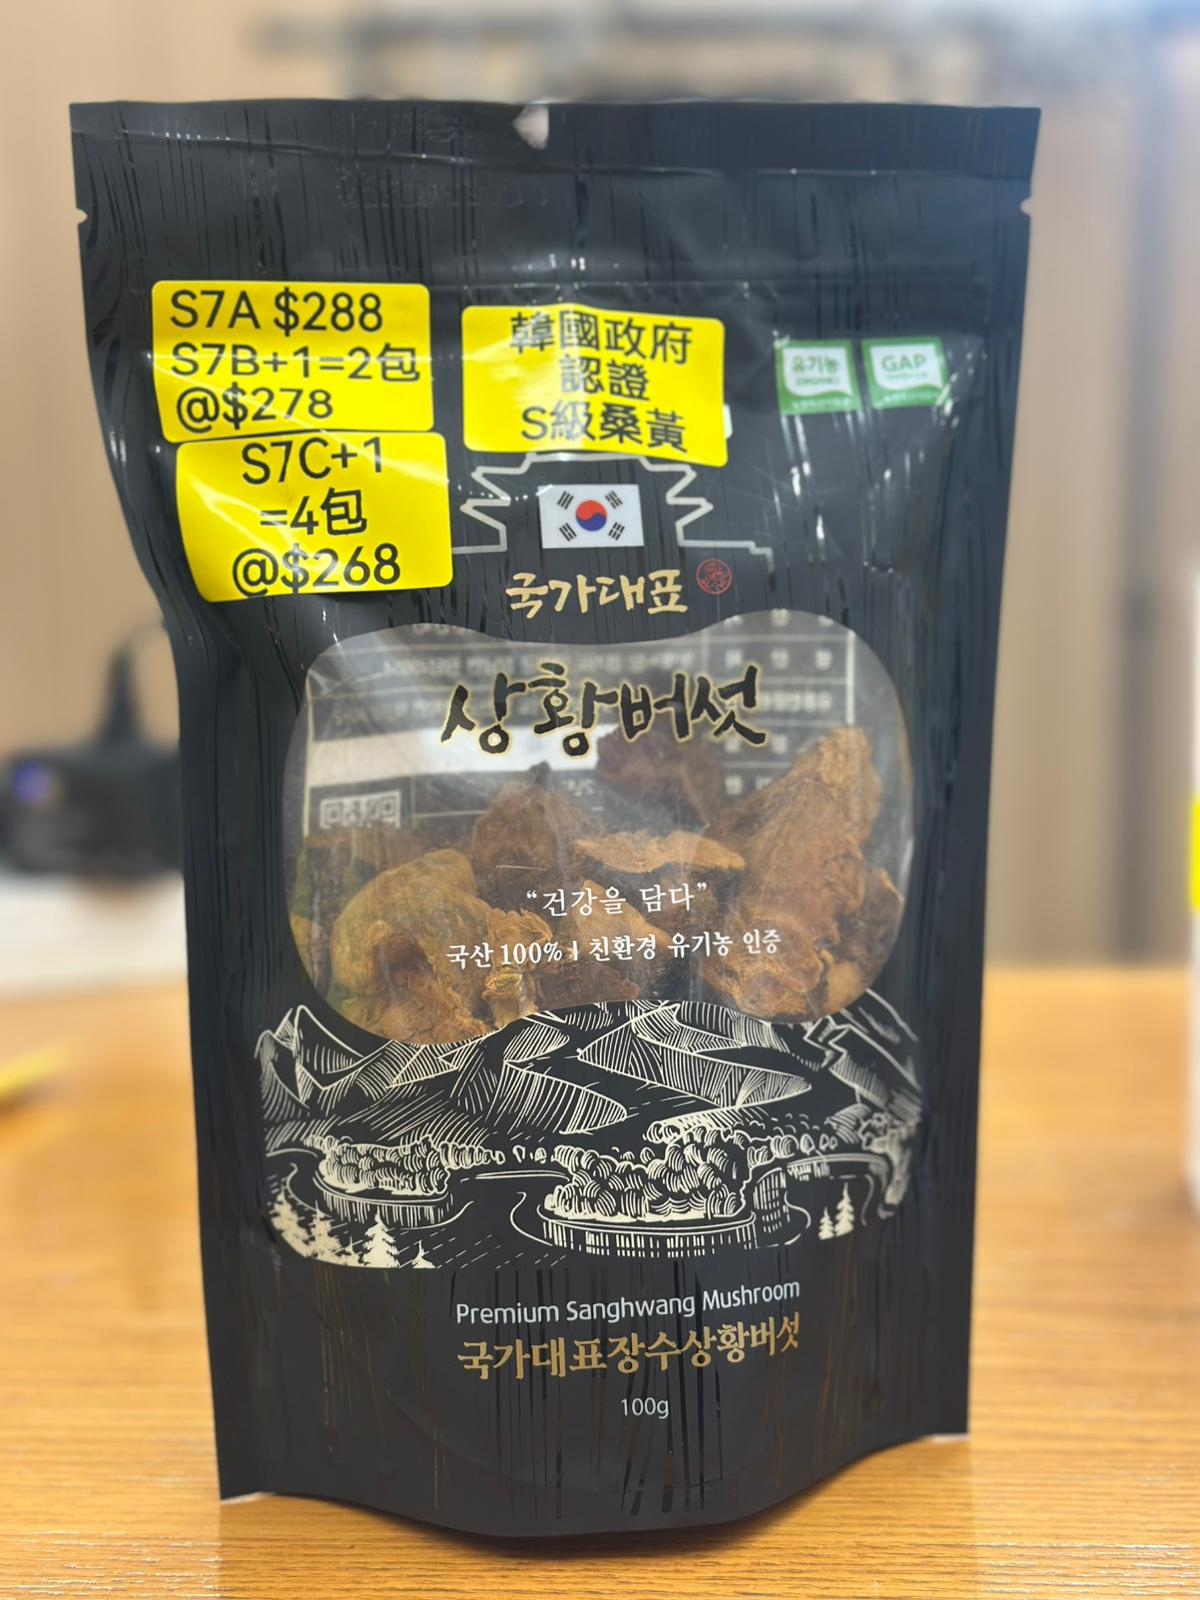 S7A $288
S7B+1=2包
@$278
S7C+1
=4包
@$268
韓國政府
認證
S級桑黃
유기농
ORGANIC
GAP
국가대표
상황버섯
“건강을 담다”
국산 100% I 친환경 유기농 인증
Premium Sanghwang Mushroom
국가대표장수상황버섯
100g